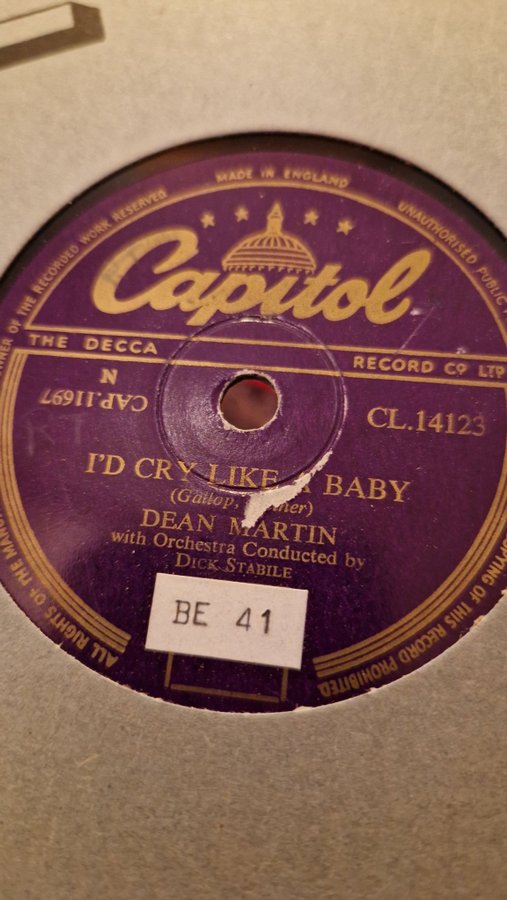 MADE IN ENGLAND
UNAUTHORISED PUBLIC
OF THE RECORDED WORK RESERVED
Capitol
THE DECCA RECORD CO LTD
N
CAP.11697
CL.14123
RT
I'D CRY LIKE BABY
(Gallop,
DEAN MARTIN
with Orchestra Conducted by
DICK STABILE
BE 41
ALL RIGHTS OF THE
COPYING OF THIS RECORD PROHIBITED